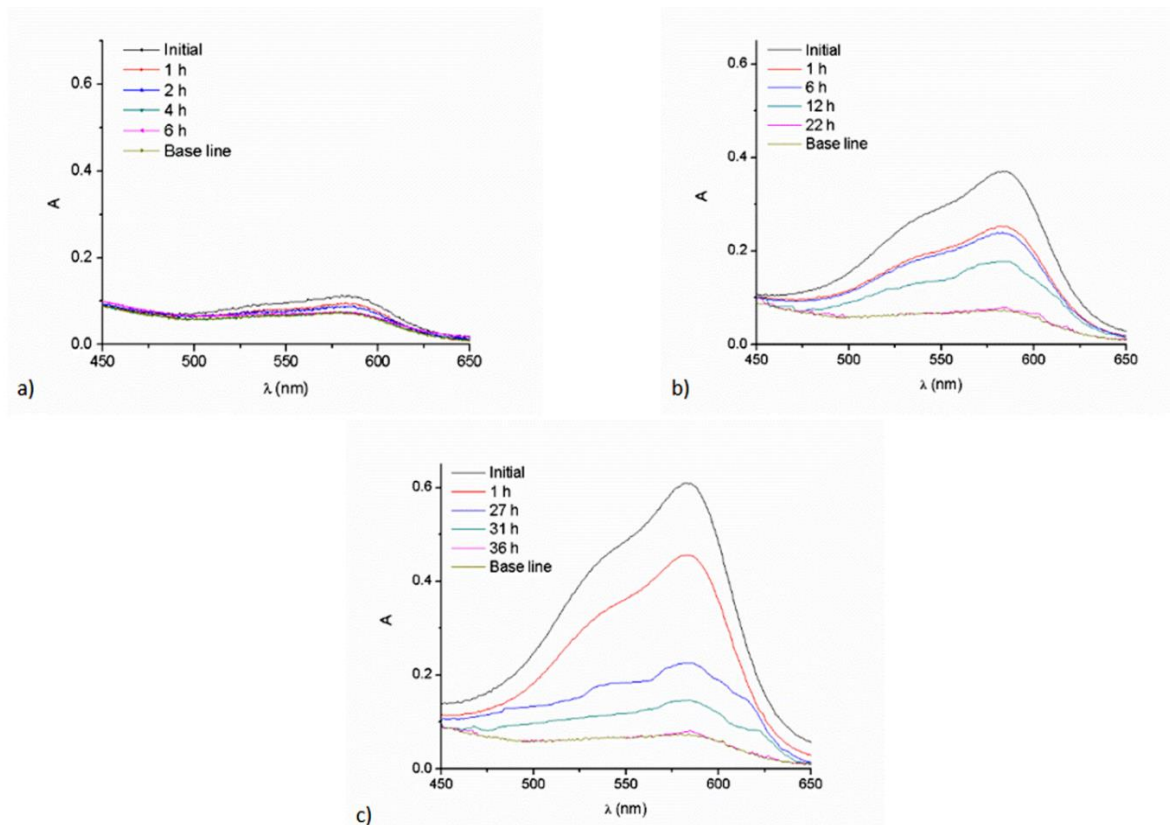 Initial
1 h
2 h
4 h
6 h
Base line
0.6
0.4
0.2
0.0
A
450 500 550 600 650
λ (nm)
a)
Initial
1 h
6 h
12 h
22 h
Base line
0.6
0.4
0.2
0.0
A
450 500 550 600 650
λ (nm)
b)
Initial
1 h
27 h
31 h
36 h
Base line
0.6
0.4
0.2
0.0
A
450 500 550 600 650
λ (nm)
c)